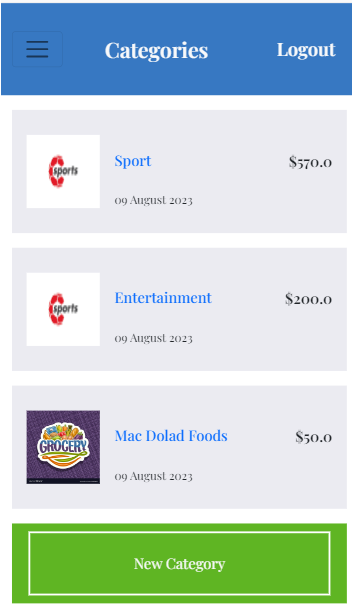 Categories
Logout
sports
Sport
$570.0
09 August 2023
sports
Entertainment
$200.0
09 August 2023
GROCERY
Mac Dolad Foods
$50.0
09 August 2023
New Category